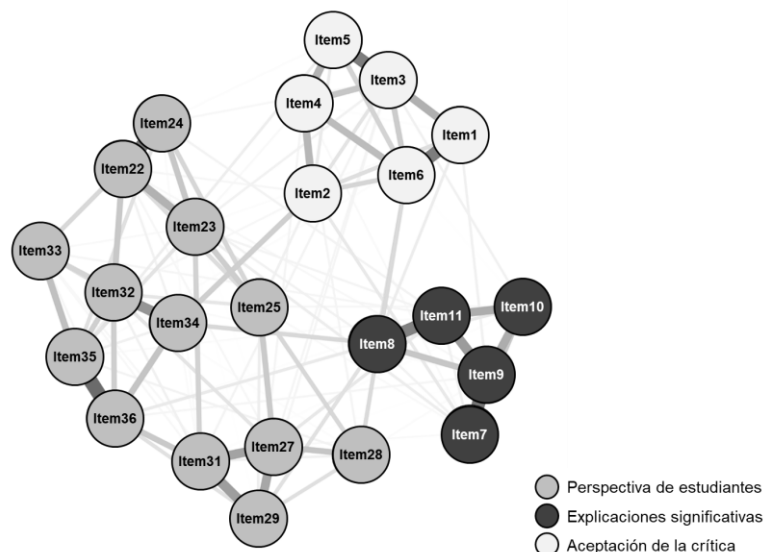 Item5
Item3
Item4
Item1
Item24
Item22
Item6
Item2
Item23
Item33
Item32
Item25
Item34
Item10
Item11
Item8
Item35
Item9
Item36
Item7
Item27
Item28
Item31
Item29
Perspectiva de estudiantes
Explicaciones significativas
Aceptación de la crítica